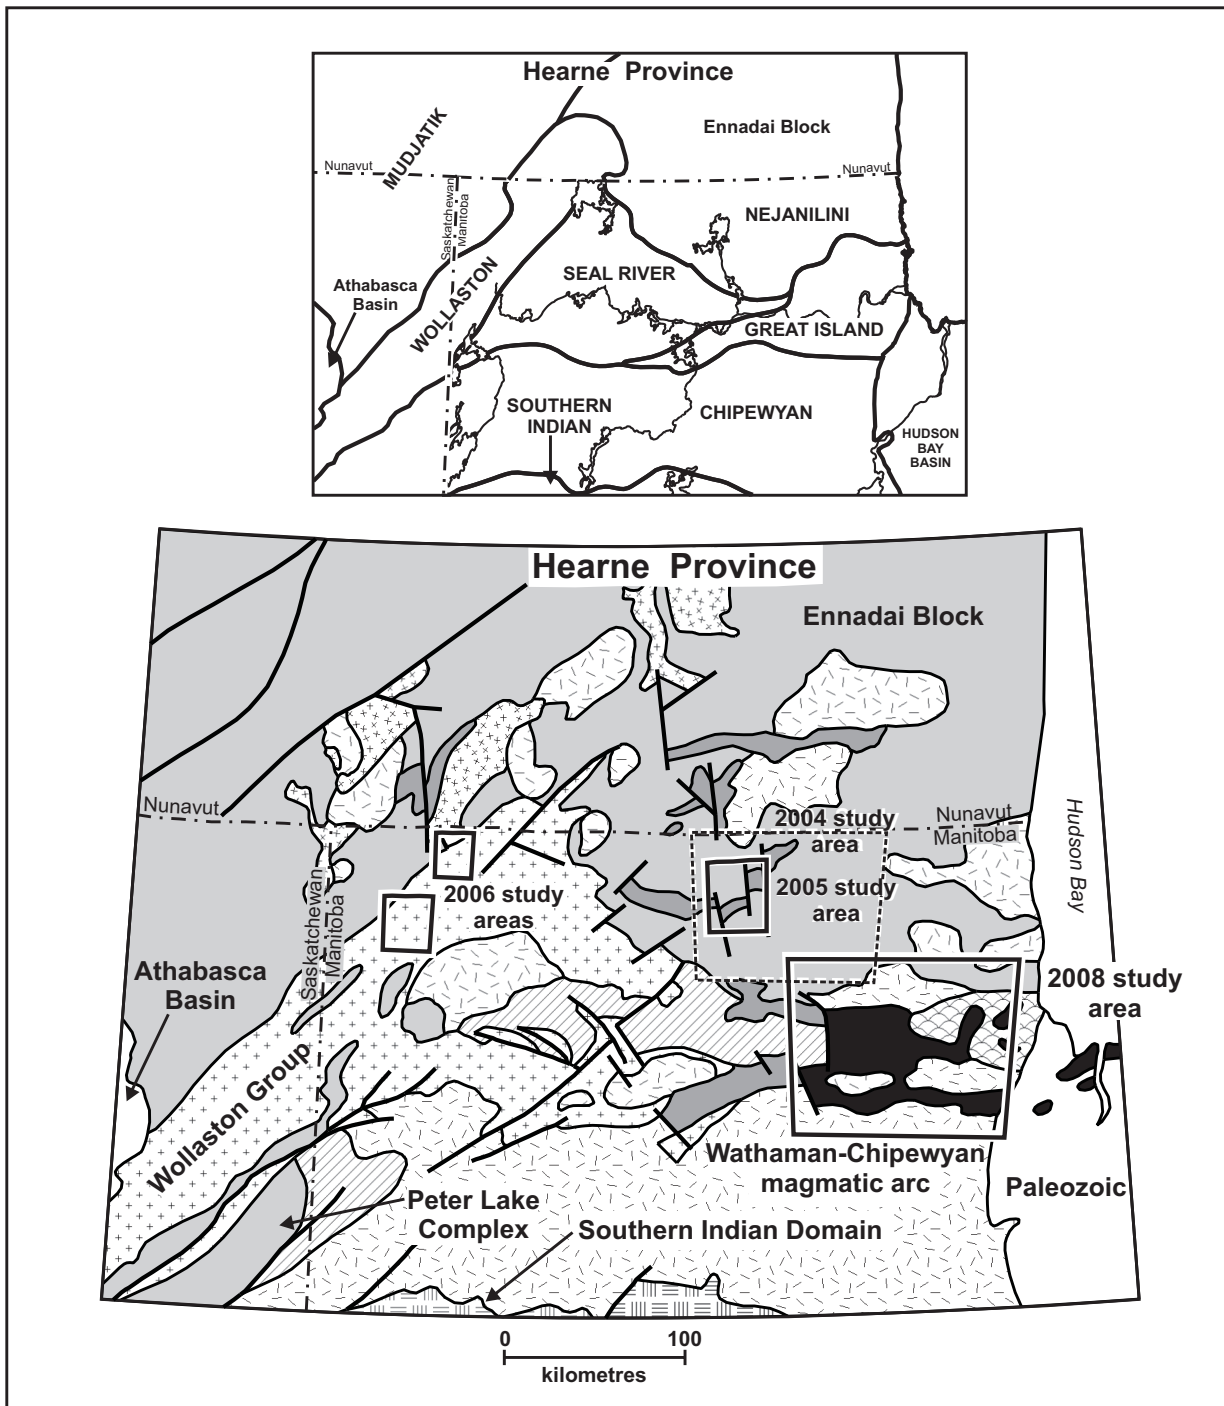 Hearne Province
MUDJATIK
Ennadai Block
Nunavut
Nunavut
Saskatchewan
Manitoba
NEJANILINI
SEAL RIVER
Athabasca
Basin
WOLLASTON
GREAT ISLAND
SOUTHERN
INDIAN
CHIPEWYAN
HUDSON
BAY
BASIN
Hearne Province
Ennadai Block
Nunavut
Nunavut
Manitoba
Hudson Bay
2004 study
area
2005 study
area
2006 study
areas
Saskatchewan
Manitoba
Athabasca
Basin
2008 study
area
Wollaston Group
Wathaman-Chipewyan
magmatic arc
Paleozoic
Peter Lake
Complex
Southern Indian Domain
0 100
kilometres